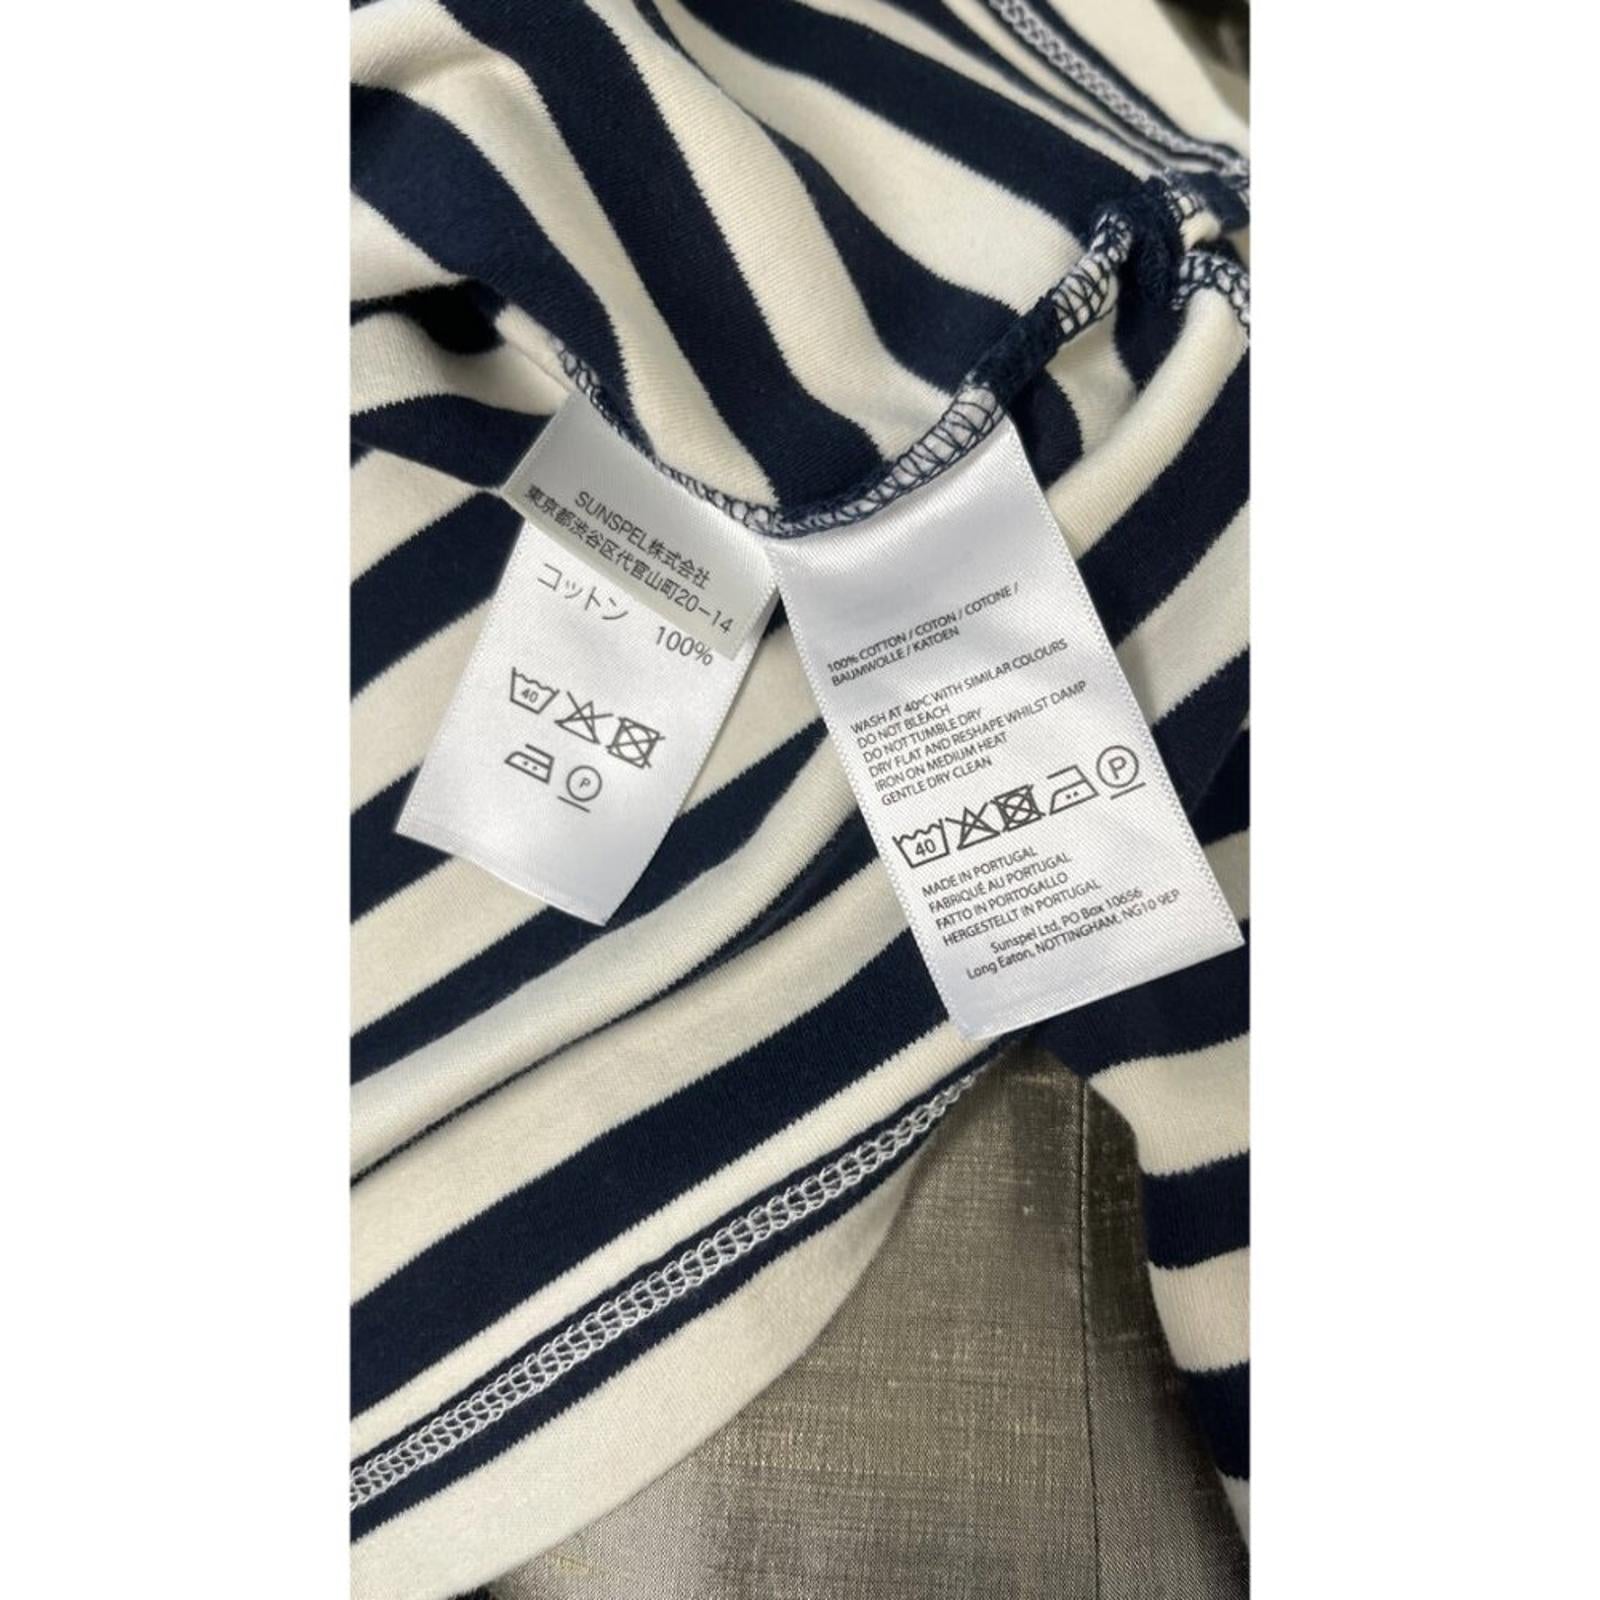 SUNSPEL株式会社
東京都渋谷区代官山町20-14
コットン 100%
40
P
100% COTTON / COTON / COTONE /
BAUMWOLLE / KATOEN
WASH AT 40ºC WITH SIMILAR COLOURS
DO NOT BLEACH
DO NOT TUMBLE DRY
DRY FLAT AND RESHAPE WHILST DAMP
IRON ON MEDIUM HEAT
GENTLE DRY CLEAN
40
P
MADE IN PORTUGAL
FABRIQUÉ AU PORTUGAL
FATTO IN PORTOGALLO
HERGESTELLT IN PORTUGAL
Sunspel Ltd, PO Box 10656
Long Eaton, NOTTINGHAM, NG10 9EP